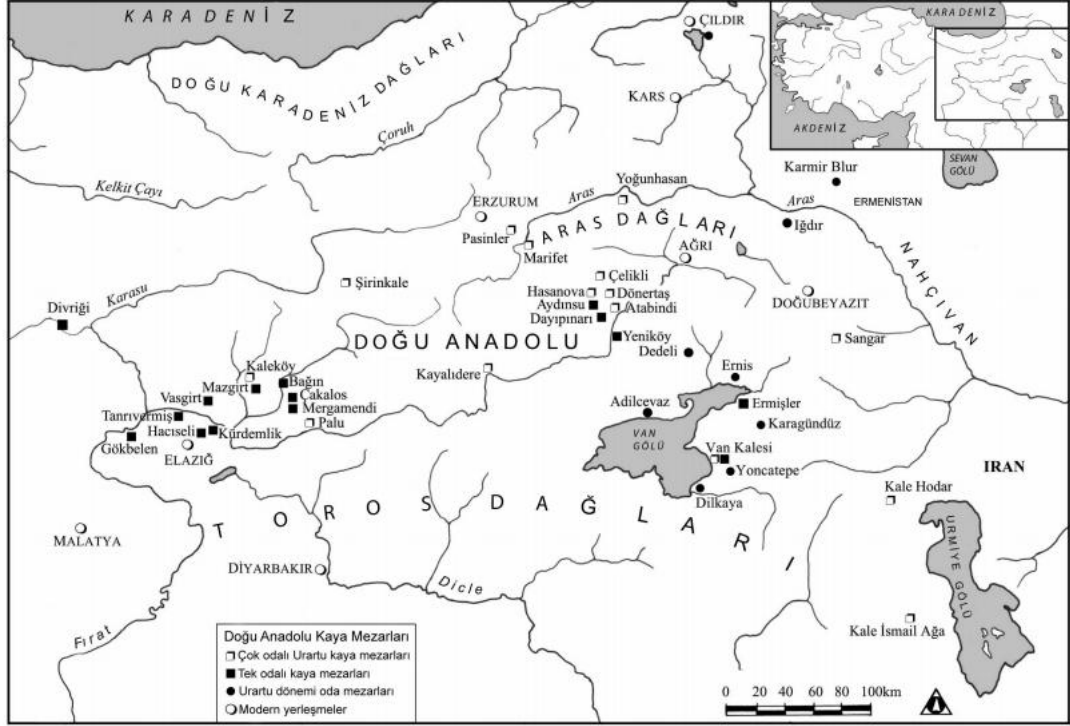 KARADENİZ
DOĞU KARADENİZ DAĞLARI
Çoruh
Kelkit Çayı
ÇILDIR
KARS
KARADENİZ
AKDENİZ
SEVAN
GÖLÜ
Karmir Blur
ERMENİSTAN
Yoğunhasan
Aras
Aras
ERZURUM
Pasinler
ARAS DAĞLARI
Iğdır
Marifet
AĞRI
NAHÇIVAN
Karasu
Şirinkale
Çelikli
Hasanova
Dönertaş
Aydınsu
Atabindi
Dayıpınarı
DOĞUBEYAZIT
Divriği
DOĞU ANADOLU
Yeniköy
Dedeli
Sangar
Kaleköy
Kayalıdere
Ernis
Mazgirt
Bağın
Vasgirt
Çakalos
Mergamendi
Adilcevaz
Ermişler
Tanrıvermiş
Palu
Karagündüz
Hacıseli
Kürdemlik
Gökbelen
ELAZIĞ
VAN
GÖLÜ
Van Kalesi
Yoncatepe
IRAN
Dilkaya
Kale Hodar
TOROS DAĞLARI
MALATYA
URMİYE GÖLÜ
DİYARBAKIR
Dicle
Fırat
Kale İsmail Ağa
Doğu Anadolu Kaya Mezarları
Çok odalı Urartu kaya mezarları
Tek odalı kaya mezarları
Urartu dönemi oda mezarları
Modern yerleşmeler
0 20 40 60 80 100km